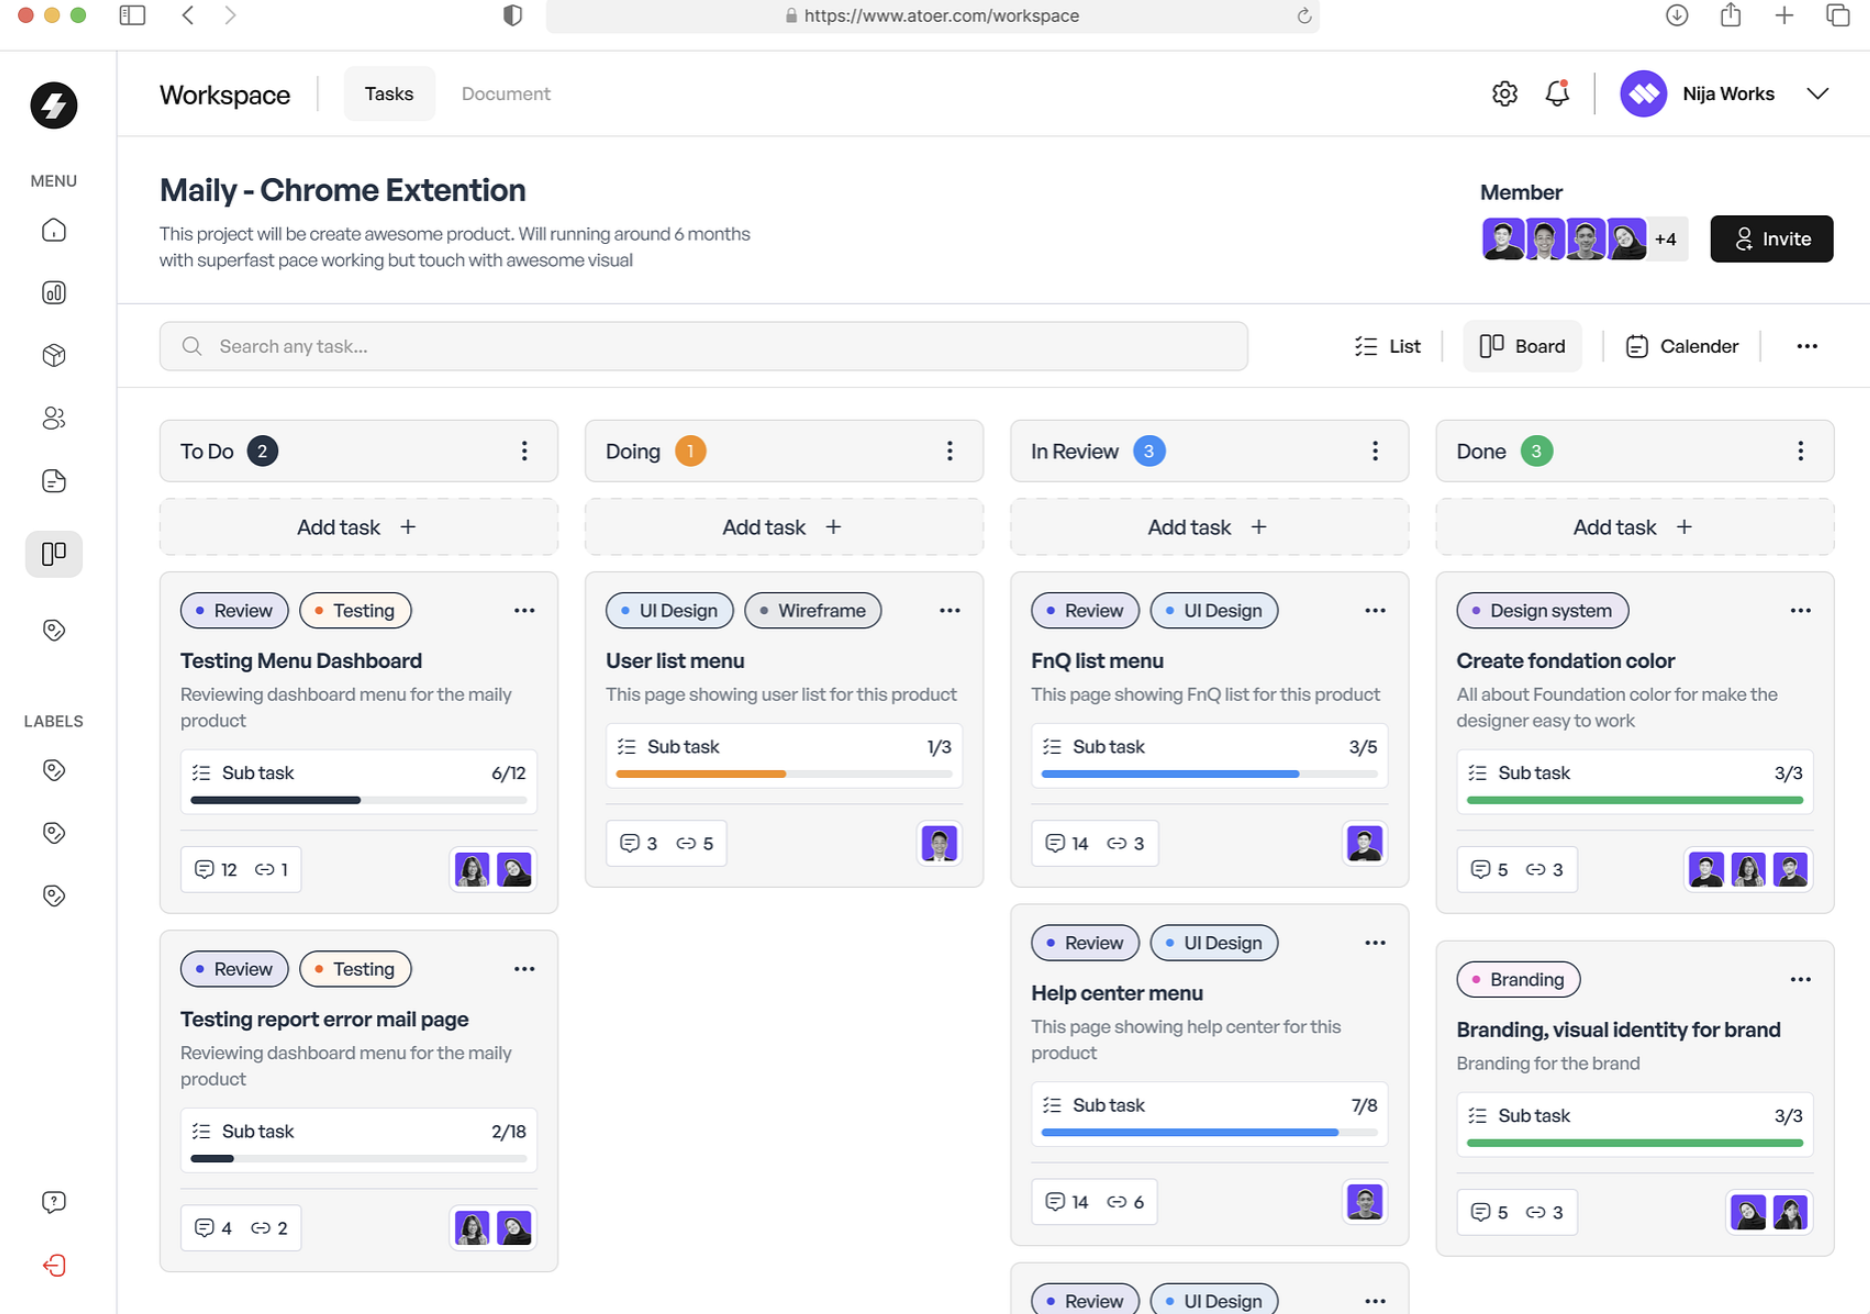 https://www.atoer.com/workspace
Workspace
Tasks
Document
Nija Works
MENU
Maily - Chrome Extention
This project will be create awesome product. Will running around 6 months
with superfast pace working but touch with awesome visual
Member
+4
Invite
Search any task...
List
Board
Calender
To Do 2
Add task +
Review
Testing
Testing Menu Dashboard
Reviewing dashboard menu for the maily
product
Sub task 6/12
12 1
Review
Testing
Testing report error mail page
Reviewing dashboard menu for the maily
product
Sub task 2/18
4 2
Doing 1
Add task +
UI Design
Wireframe
User list menu
This page showing user list for this product
Sub task 1/3
3 5
In Review 3
Add task +
Review
UI Design
FnQ list menu
This page showing FnQ list for this product
Sub task 3/5
14 3
Review
UI Design
Help center menu
This page showing help center for this
product
Sub task 7/8
14 6
Review
UI Design
Done 3
Add task +
Design system
Create fondation color
All about Foundation color for make the
designer easy to work
Sub task 3/3
5 3
Branding
Branding, visual identity for brand
Branding for the brand
Sub task 3/3
5 3
LABELS